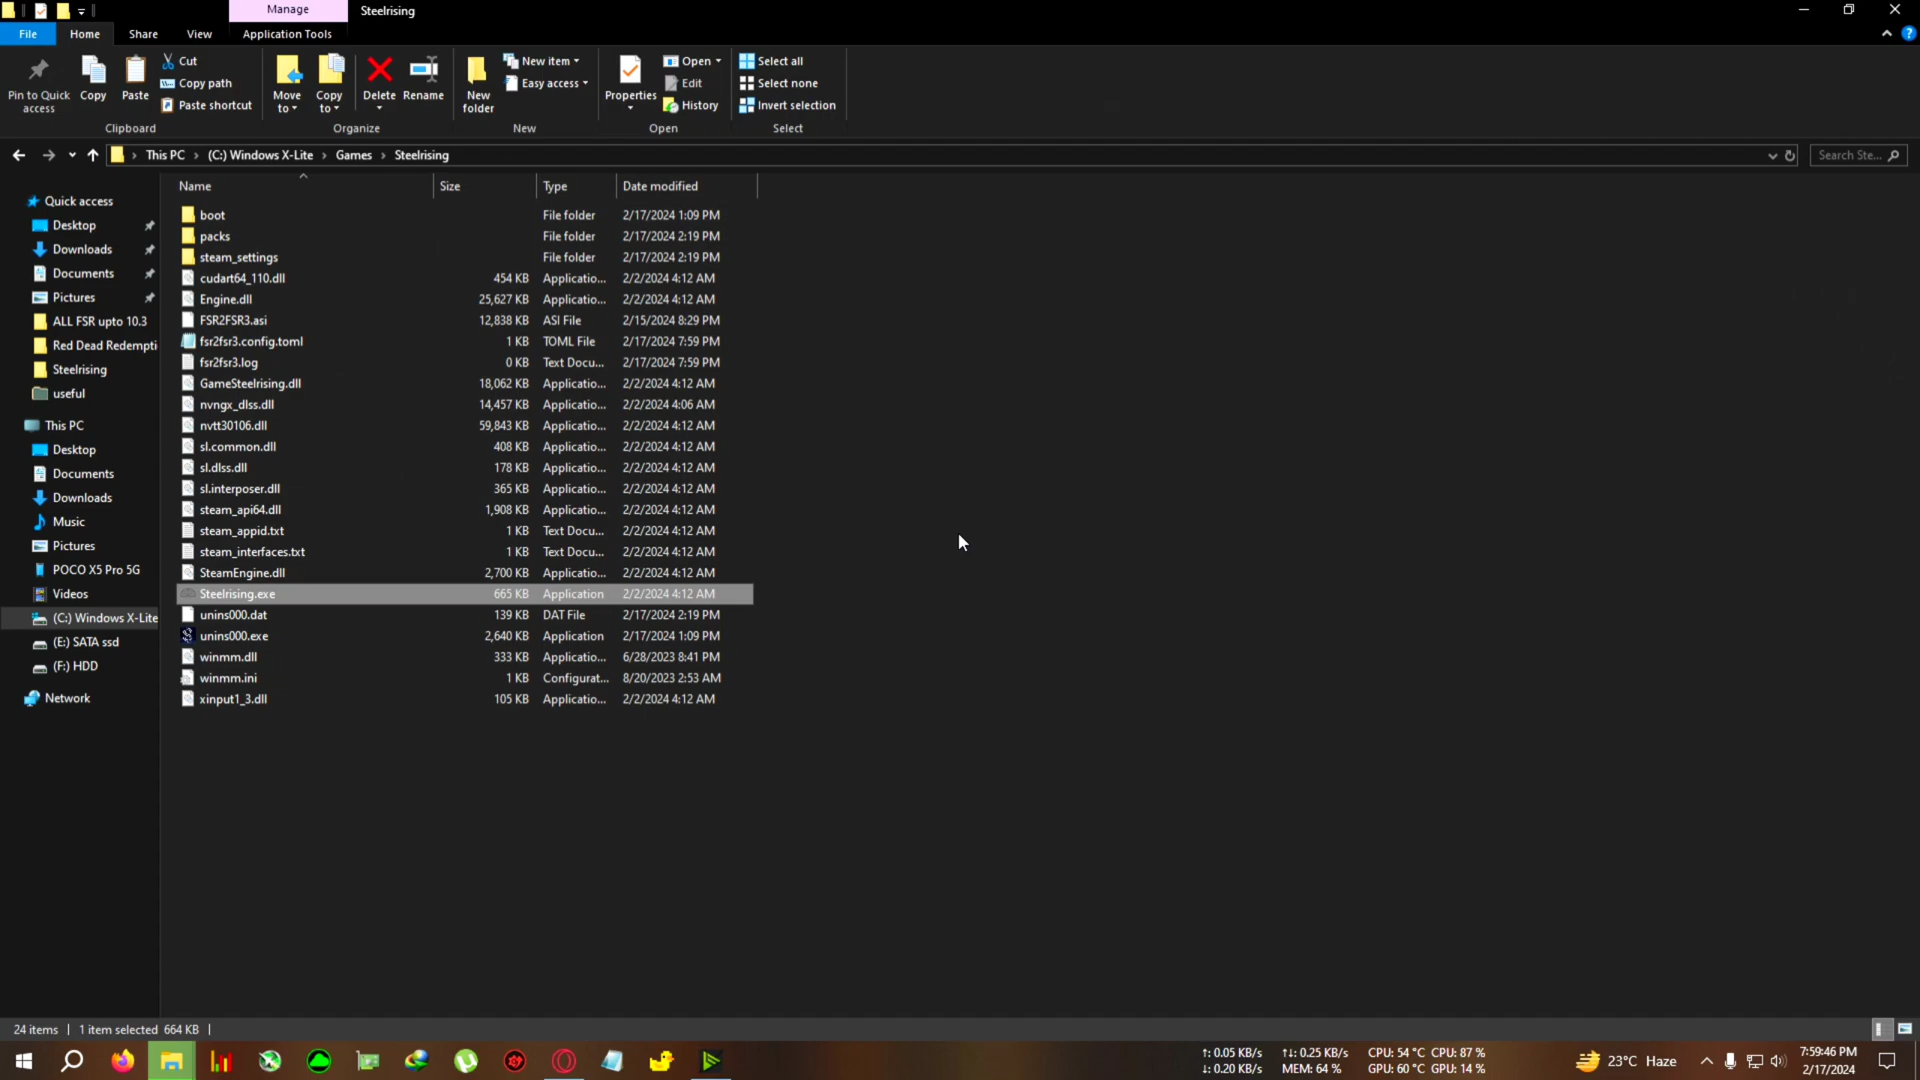 Manage
Steelrising
File
Home
Share
View
Application Tools
Pin to Quick access
Copy
Paste
Cut
Copy path
Paste shortcut
Clipboard
Move to
Copy to
Delete
Rename
Organize
New folder
New item
Easy access
New
Properties
Open
Edit
History
Open
Select all
Select none
Invert selection
Select
This PC > (C:) Windows X-Lite > Games > Steelrising
Search Ste...
Quick access
Desktop
Downloads
Documents
Pictures
ALL FSR upto 10.3
Red Dead Redempti
Steelrising
useful
This PC
Desktop
Documents
Downloads
Music
Pictures
POCO X5 Pro 5G
Videos
(C:) Windows X-Lite
(E:) SATA ssd
(F:) HDD
Network
Name Size Type Date modified
boot File folder 2/17/2024 1:09 PM
packs File folder 2/17/2024 2:19 PM
steam_settings File folder 2/17/2024 2:19 PM
cudart64_110.dll 454 KB Applicatio... 2/2/2024 4:12 AM
Engine.dll 25,627 KB Applicatio... 2/2/2024 4:12 AM
FSR2FSR3.asi 12,838 KB ASI File 2/15/2024 8:29 PM
fsr2fsr3.config.toml 1 KB TOML File 2/17/2024 7:59 PM
fsr2fsr3.log 0 KB Text Docu... 2/17/2024 7:59 PM
GameSteelrising.dll 18,062 KB Applicatio... 2/2/2024 4:12 AM
nvngx_dlss.dll 14,457 KB Applicatio... 2/2/2024 4:06 AM
nvtt30106.dll 59,843 KB Applicatio... 2/2/2024 4:12 AM
sl.common.dll 408 KB Applicatio... 2/2/2024 4:12 AM
sl.dlss.dll 178 KB Applicatio... 2/2/2024 4:12 AM
sl.interposer.dll 365 KB Applicatio... 2/2/2024 4:12 AM
steam_api64.dll 1,908 KB Applicatio... 2/2/2024 4:12 AM
steam_appid.txt 1 KB Text Docu... 2/2/2024 4:12 AM
steam_interfaces.txt 1 KB Text Docu... 2/2/2024 4:12 AM
SteamEngine.dll 2,700 KB Applicatio... 2/2/2024 4:12 AM
Steelrising.exe 665 KB Application 2/2/2024 4:12 AM
unins000.dat 139 KB DAT File 2/17/2024 2:19 PM
unins000.exe 2,640 KB Application 2/17/2024 1:09 PM
winmm.dll 333 KB Applicatio... 6/28/2023 8:41 PM
winmm.ini 1 KB Configurat... 8/20/2023 2:53 AM
xinput1_3.dll 105 KB Applicatio... 2/2/2024 4:12 AM
24 items | 1 item selected 664 KB |
↑: 0.05 KB/s ↑↓: 0.25 KB/s CPU: 54 °C CPU: 87 %
↓: 0.20 KB/s MEM: 64 % GPU: 60 °C GPU: 14 %
23°C Haze
7:59:46 PM
2/17/2024